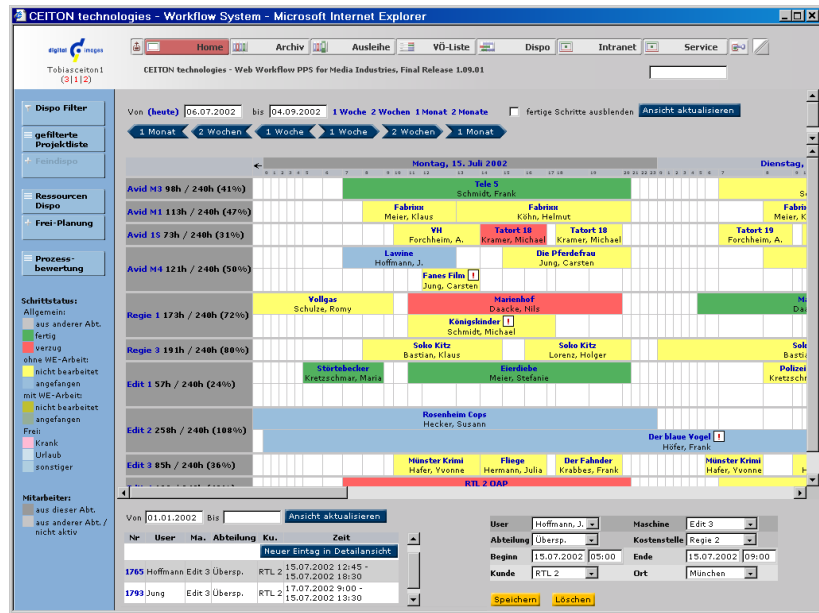 CEITON technologies - Workflow System - Microsoft Internet Explorer
digital images
Home Archiv Ausleihe VÖ-Liste Dispo Intranet Service
Tobiasceiton1
(3|1|2)
CEITON technologies - Web Workflow PPS for Media Industries, Final Release 1.09.01
Dispo Filter
gefilterte
Projektliste
Feindispo
Ressourcen
Dispo
Frei-Planung
Prozess-
bewertung
Schrittstatus:
Allgemein:
aus anderer Abt.
fertig
verzug
ohne WE-Arbeit:
nicht bearbeitet
angefangen
mit WE-Arbeit:
nicht bearbeitet
angefangen
Frei:
Krank
Urlaub
sonstiger
Mitarbeiter:
aus dieser Abt.
aus anderer Abt. /
nicht aktiv
Von (heute) 06.07.2002 bis 04.09.2002 1 Woche 2 Wochen 1 Monat 2 Monate fertige Schritte ausblenden Ansicht aktualisieren
1 Monat 2 Wochen 1 Woche 1 Woche 2 Wochen 1 Monat
Montag, 15. Juli 2002 Dienstag,
Avid M3 98h / 240h (41%)
Tele 5
Schmidt, Frank
Avid M1 113h / 240h (47%)
Fabrixx Fabrixx Fabri
Meier, Klaus Köhn, Helmut Meier, K
Avid 1S 73h / 240h (31%)
VH Tatort 18 Tatort 18 Tatort 19
Forchheim, A. Kramer, Michael Kramer, Michael Forchheim, A.
Avid M4 121h / 240h (50%)
Lawine Die Pferdefrau
Hoffmann, J. Jung, Carsten
Fanes Film !
Jung, Carsten
Regie 1 173h / 240h (72%)
Vollgas Marienhof Ma
Schulze, Romy Daacke, Nils Daa
Königskinder !
Schmidt, Michael
Regie 3 191h / 240h (80%)
Soko Kitz Soko Kitz Sok
Bastian, Klaus Lorenz, Holger Bastia
Edit 1 57h / 240h (24%)
Störtebecker Eierdiebe Polizei
Kretzschmar, Maria Meier, Stefanie Kretzschr
Edit 2 258h / 240h (108%)
Rosenheim Cops
Hecker, Susann
Der blaue Vogel !
Höfer, Frank
Edit 3 85h / 240h (36%)
Münster Krimi Fliege Der Fahnder Münster Krimi
Hafer, Yvonne Hermann, Julia Krabbes, Frank Hafer, Yvonne H
RTL 2 OAP
Von 01.01.2002 Bis Ansicht aktualisieren
Nr User Ma. Abteilung Ku. Zeit
Neuer Eintag in Detailansicht
1765 Hoffmann Edit 3 Übersp. RTL 2 15.07.2002 12:45 -
15.07.2002 18:30
1793 Jung Edit 3 Übersp. RTL 2 17.07.2002 9:00 -
15.07.2002 13:30
User Hoffmann, J. Maschine Edit 3
Abteilung Übersp. Kostenstelle Regie 2
Beginn 15.07.2002 05:00 Ende 15.07.2002 09:00
Kunde RTL 2 Ort München
Speichern Löschen